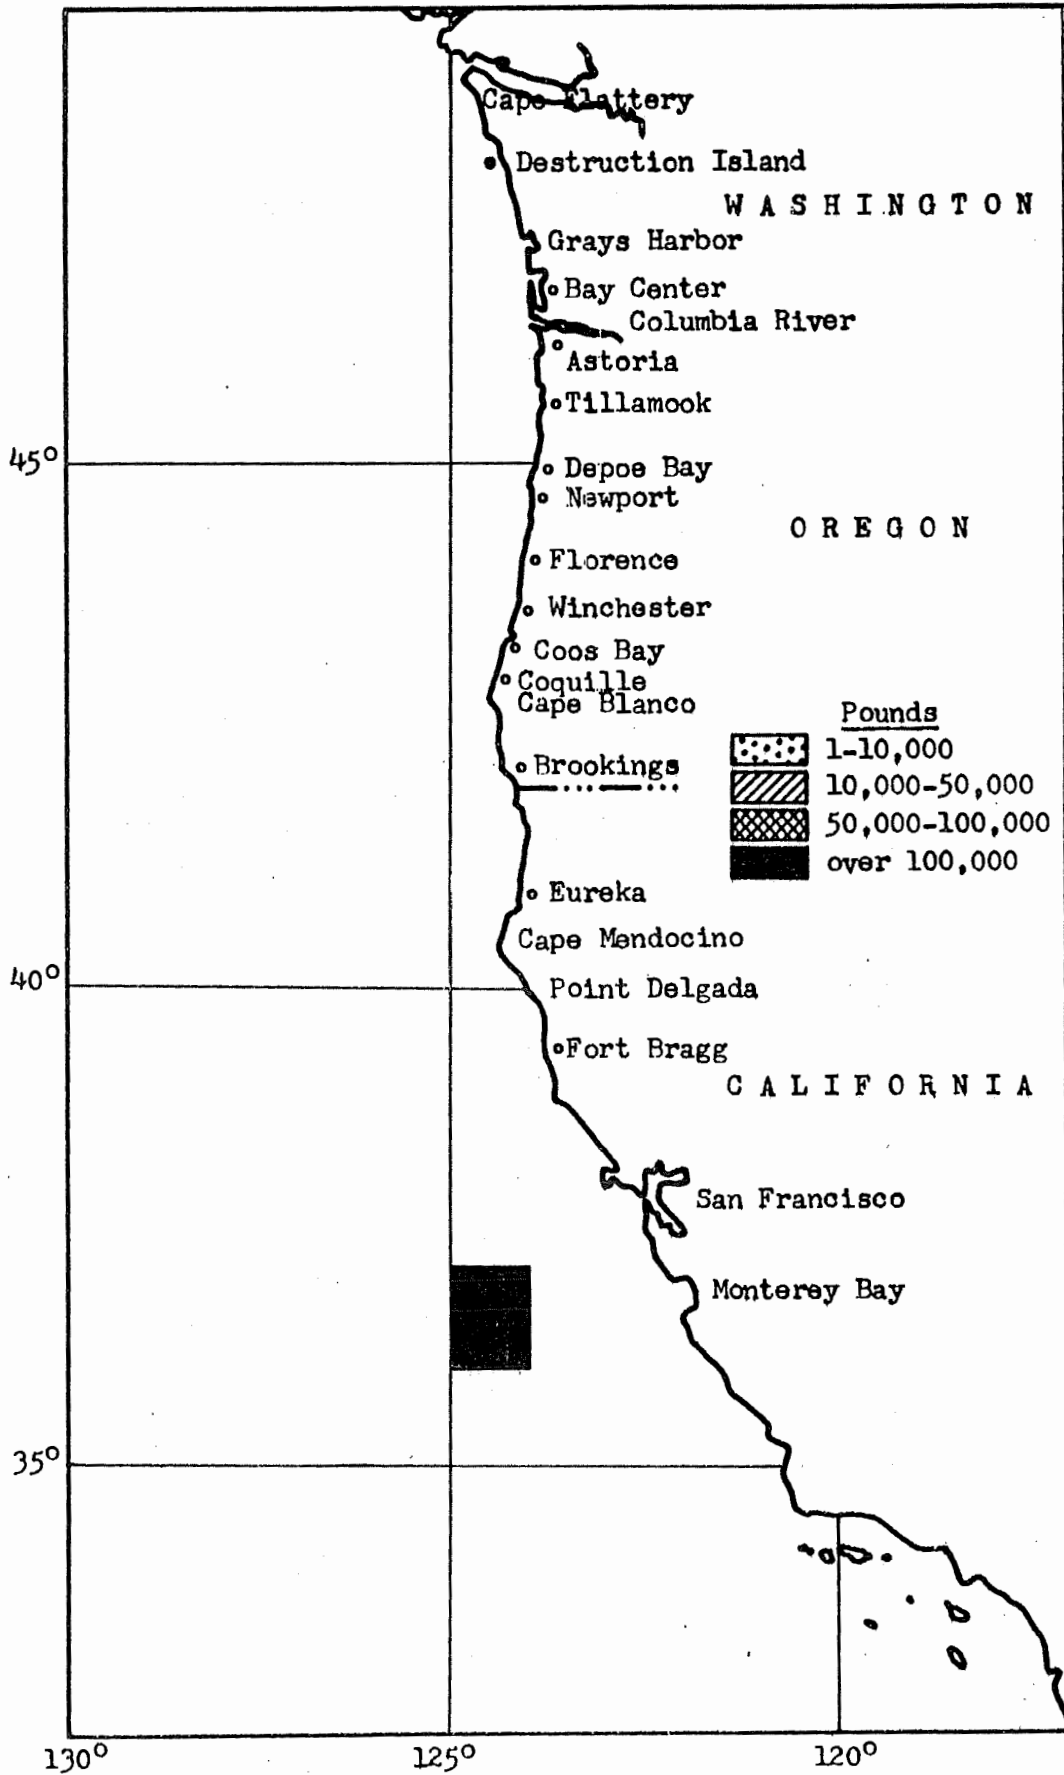 Cape Flattery
Destruction Island
WASHINGTON
Grays Harbor
Bay Center
Columbia River
Astoria
Tillamook
45°
Depoe Bay
Newport
OREGON
Florence
Winchester
Coos Bay
Coquille
Cape Blanco
Pounds
1-10,000
Brookings
10,000-50,000
50,000-100,000
over 100,000
Eureka
Cape Mendocino
40°
Point Delgada
Fort Bragg
CALIFORNIA
San Francisco
Monterey Bay
35°
130° 125° 120°